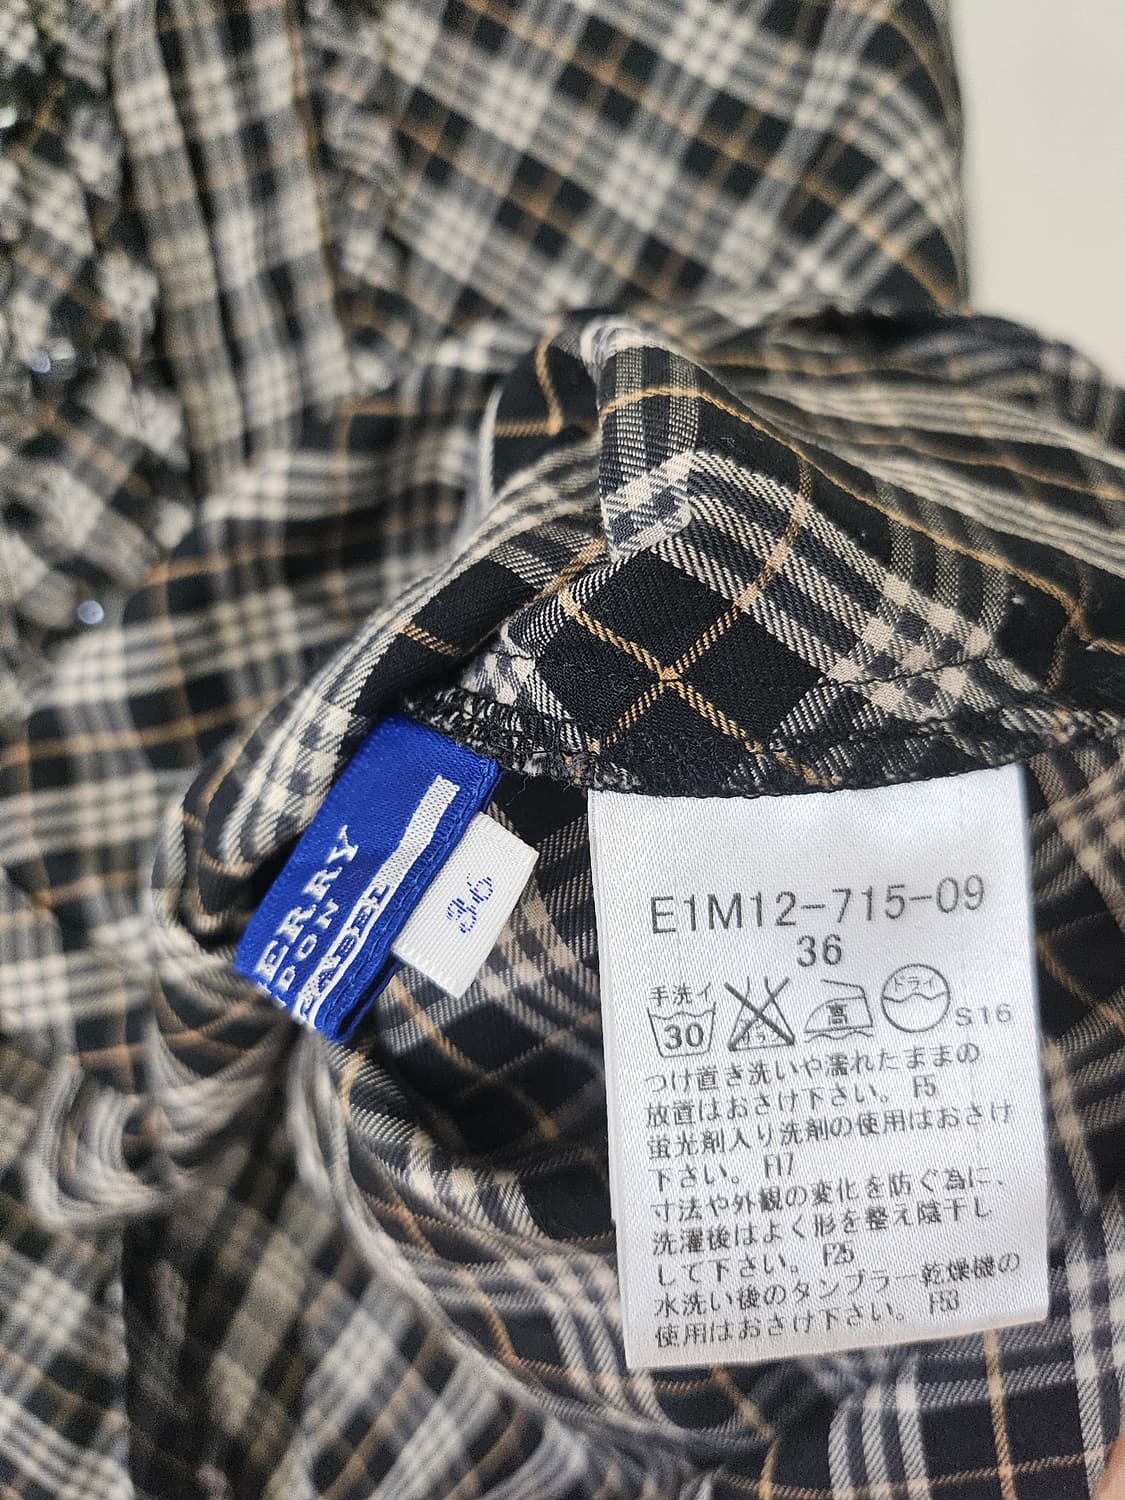 ERRY
DON
LABEL
36
E1M12-715-09
36
手洗イ
30
高
ドライ
S16
つけ置き洗いや濡れたままの
放置はおさけ下さい。 F5
蛍光剤入り洗剤の使用はおさけ
下さい。 F17
寸法や外観の変化を防ぐ為に、
洗濯後はよく形を整え陰干し
して下さい。 F25
水洗い後のタンブラー乾燥機の
使用はおさけ下さい。 F53